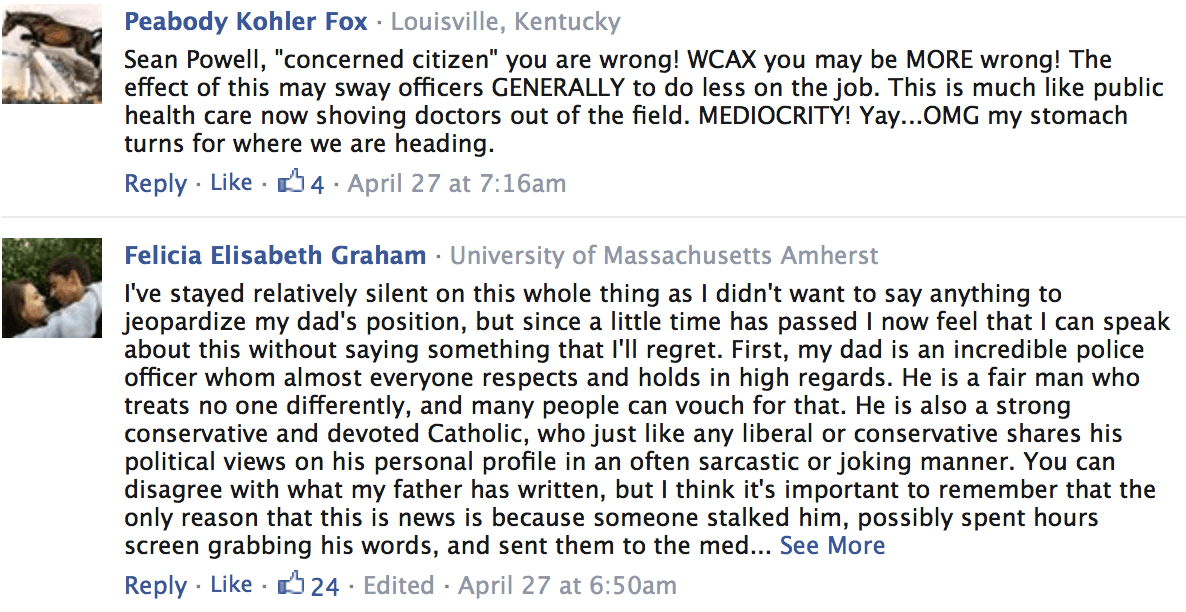 Peabody Kohler Fox · Louisville, Kentucky
Sean Powell, "concerned citizen" you are wrong! WCAX you may be MORE wrong! The
effect of this may sway officers GENERALLY to do less on the job. This is much like public
health care now shoving doctors out of the field. MEDIOCRITY! Yay...OMG my stomach
turns for where we are heading.
Reply · Like · 4 · April 27 at 7:16am
Felicia Elisabeth Graham · University of Massachusetts Amherst
I've stayed relatively silent on this whole thing as I didn't want to say anything to
jeopardize my dad's position, but since a little time has passed I now feel that I can speak
about this without saying something that I'll regret. First, my dad is an incredible police
officer whom almost everyone respects and holds in high regards. He is a fair man who
treats no one differently, and many people can vouch for that. He is also a strong
conservative and devoted Catholic, who just like any liberal or conservative shares his
political views on his personal profile in an often sarcastic or joking manner. You can
disagree with what my father has written, but I think it's important to remember that the
only reason that this is news is because someone stalked him, possibly spent hours
screen grabbing his words, and sent them to the med... See More
Reply · Like · 24 · Edited · April 27 at 6:50am